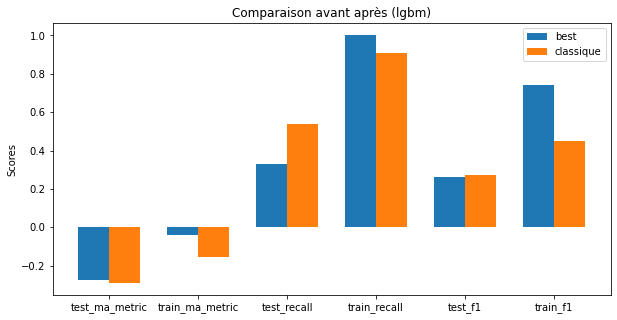 Comparaison avant après (lgbm)
best
classique
Scores
1.0
0.8
0.6
0.4
0.2
0.0
−0.2
test_ma_metric train_ma_metric test_recall train_recall test_f1 train_f1